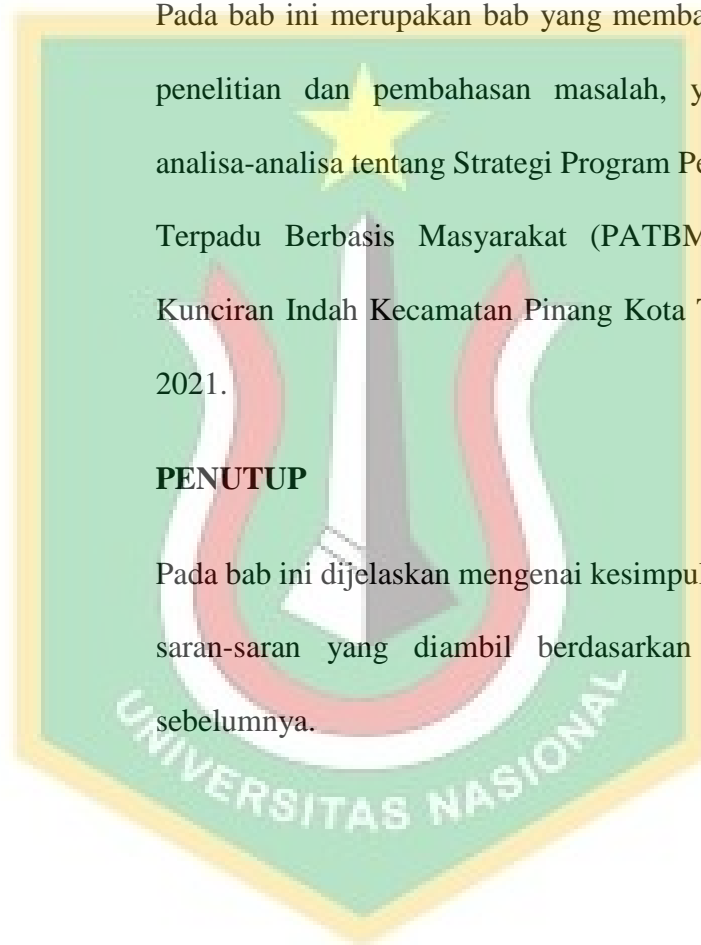 Pada bab ini merupakan bab yang memba
penelitian dan pembahasan masalah, y
analisa-analisa tentang Strategi Program Pe
Terpadu Berbasis Masyarakat (PATBM
Kunciran Indah Kecamatan Pinang Kota T
2021.
PENUTUP
Pada bab ini dijelaskan mengenai kesimpul
saran-saran yang diambil berdasarkan
sebelumnya.
UNIVERSITAS NASIONAL